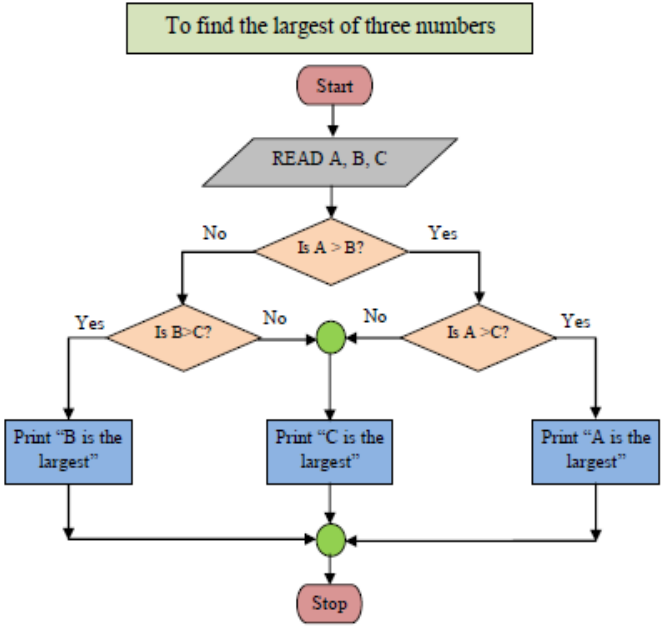 To find the largest of three numbers
Start
READ A, B, C
No
Is A > B?
Yes
Yes
Is B>C?
No
No
Is A >C?
Yes
Print “B is the
largest”
Print “C is the
largest”
Print “A is the
largest”
Stop